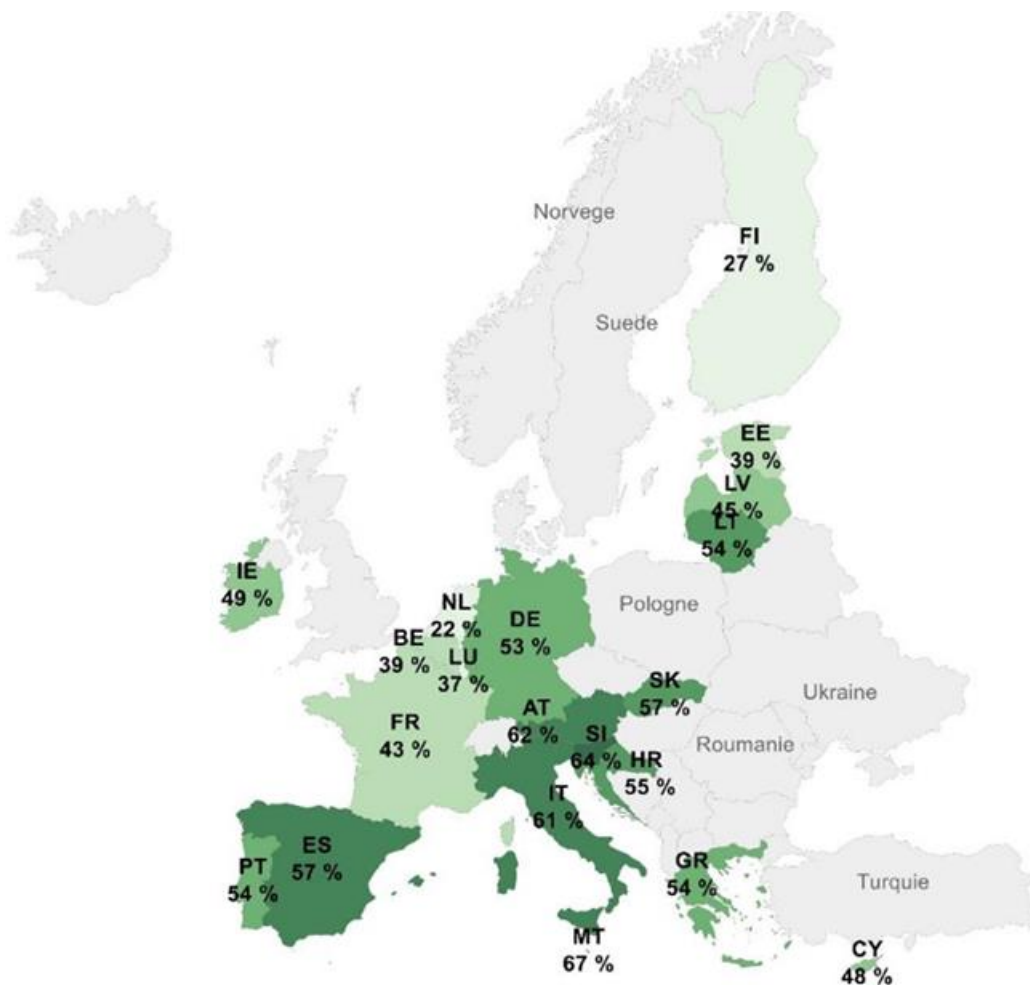 Norvege
FI
27 %
Suede
EE
39 %
LV
45 %
LT
54 %
IE
49 %
NL
22 %
DE
53 %
Pologne
BE
39 %
LU
37 %
SK
57 %
Ukraine
AT
62 %
FR
43 %
SI
64 %
HR
55 %
Roumanie
IT
61 %
ES
57 %
PT
54 %
GR
54 %
Turquie
MT
67 %
CY
48 %